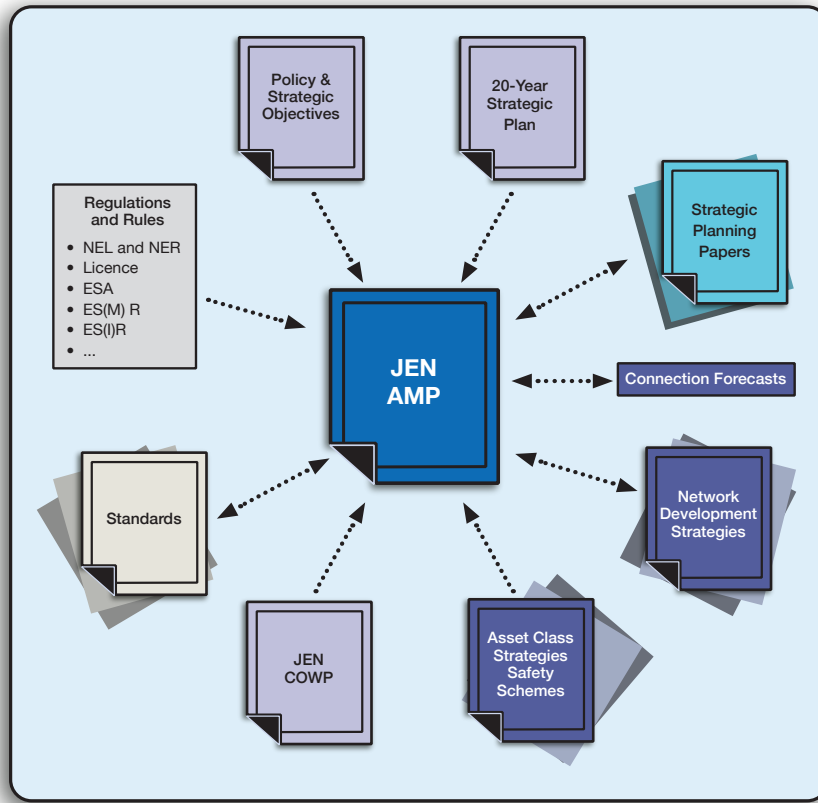 Policy &
Strategic
Objectives
20-Year
Strategic
Plan
Regulations
and Rules
• NEL and NER
• Licence
• ESA
• ES(M) R
• ES(I)R
• ...
Strategic
Planning
Papers
JEN
AMP
Connection Forecasts
Standards
Network
Development
Strategies
JEN
COWP
Asset Class
Strategies
Safety
Schemes